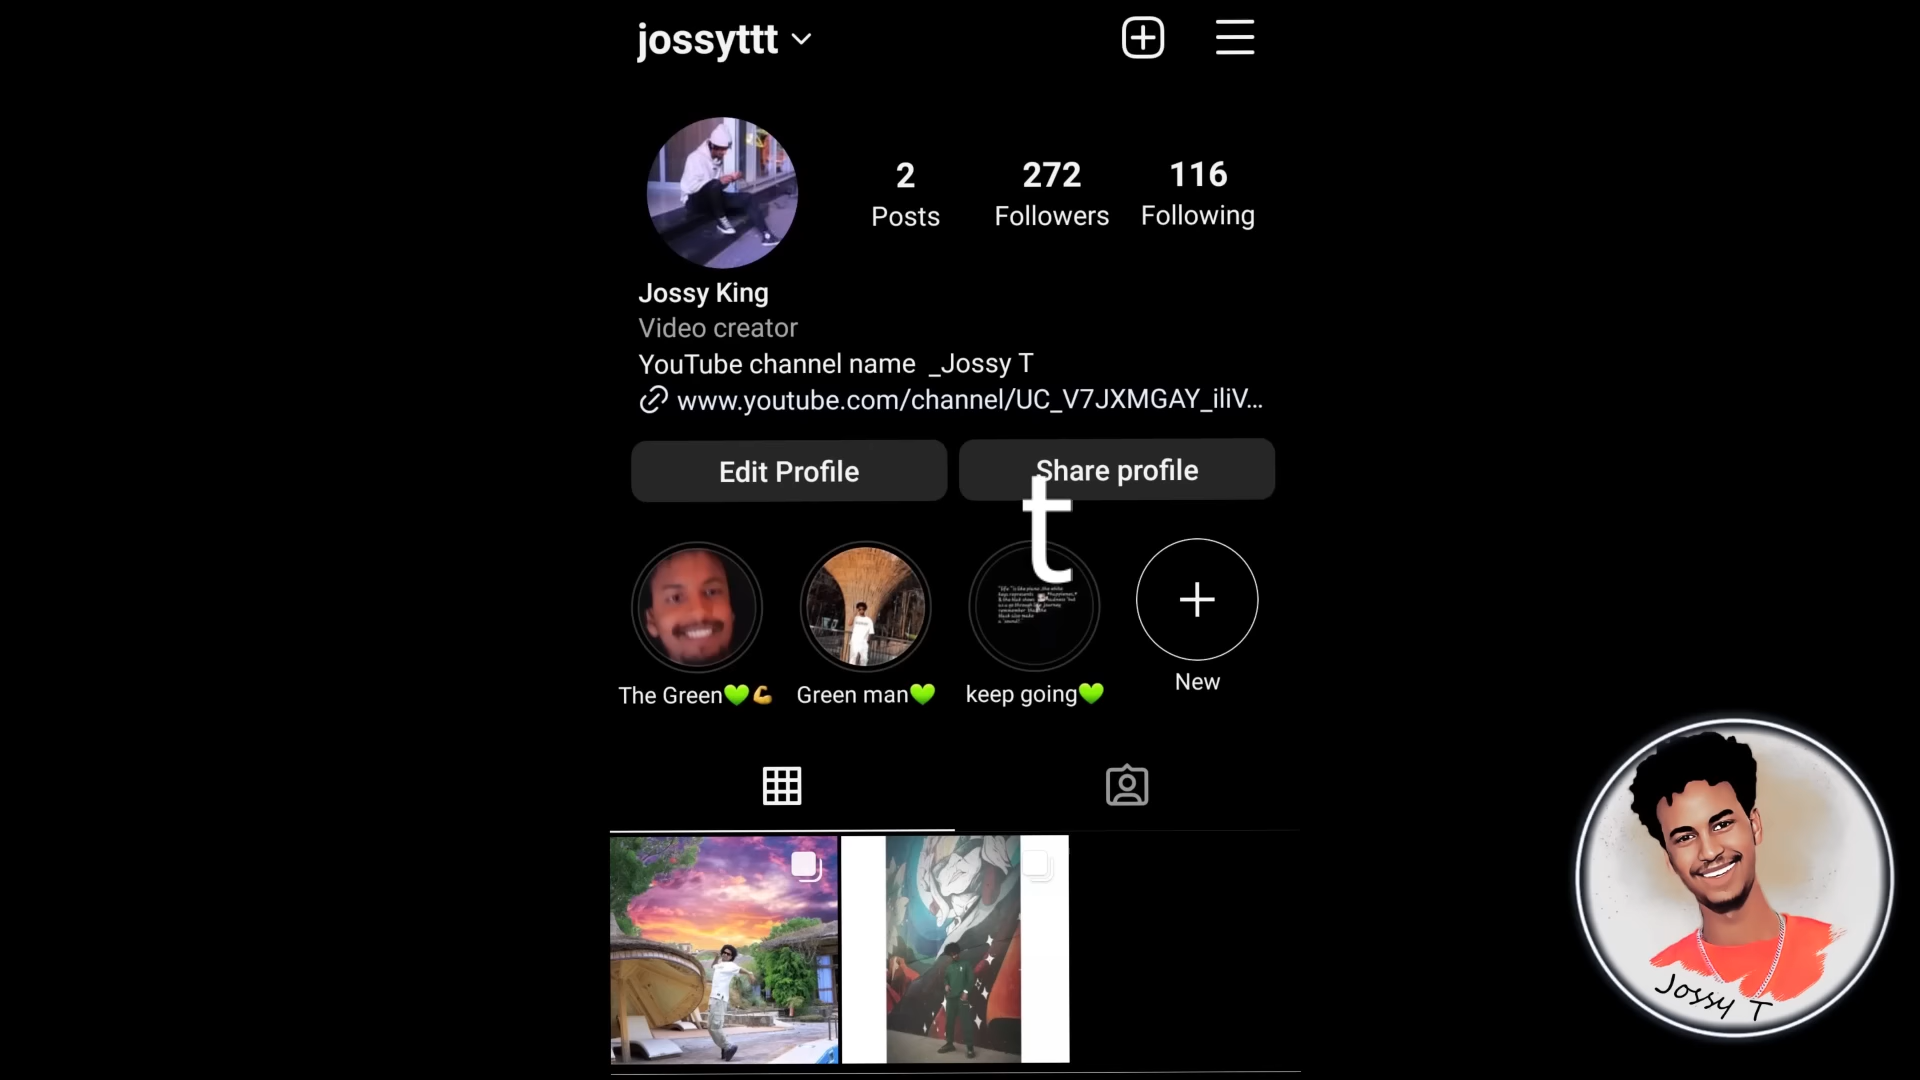 jossyttt
2 272 116
Posts Followers Following
Jossy King
Video creator
YouTube channel name _Jossy T
www.youtube.com/channel/UC_V7JXMGAY_iliV...
Edit Profile Share profile
t
The Green💚💪 Green man💚 keep going💚 New
Jossy T